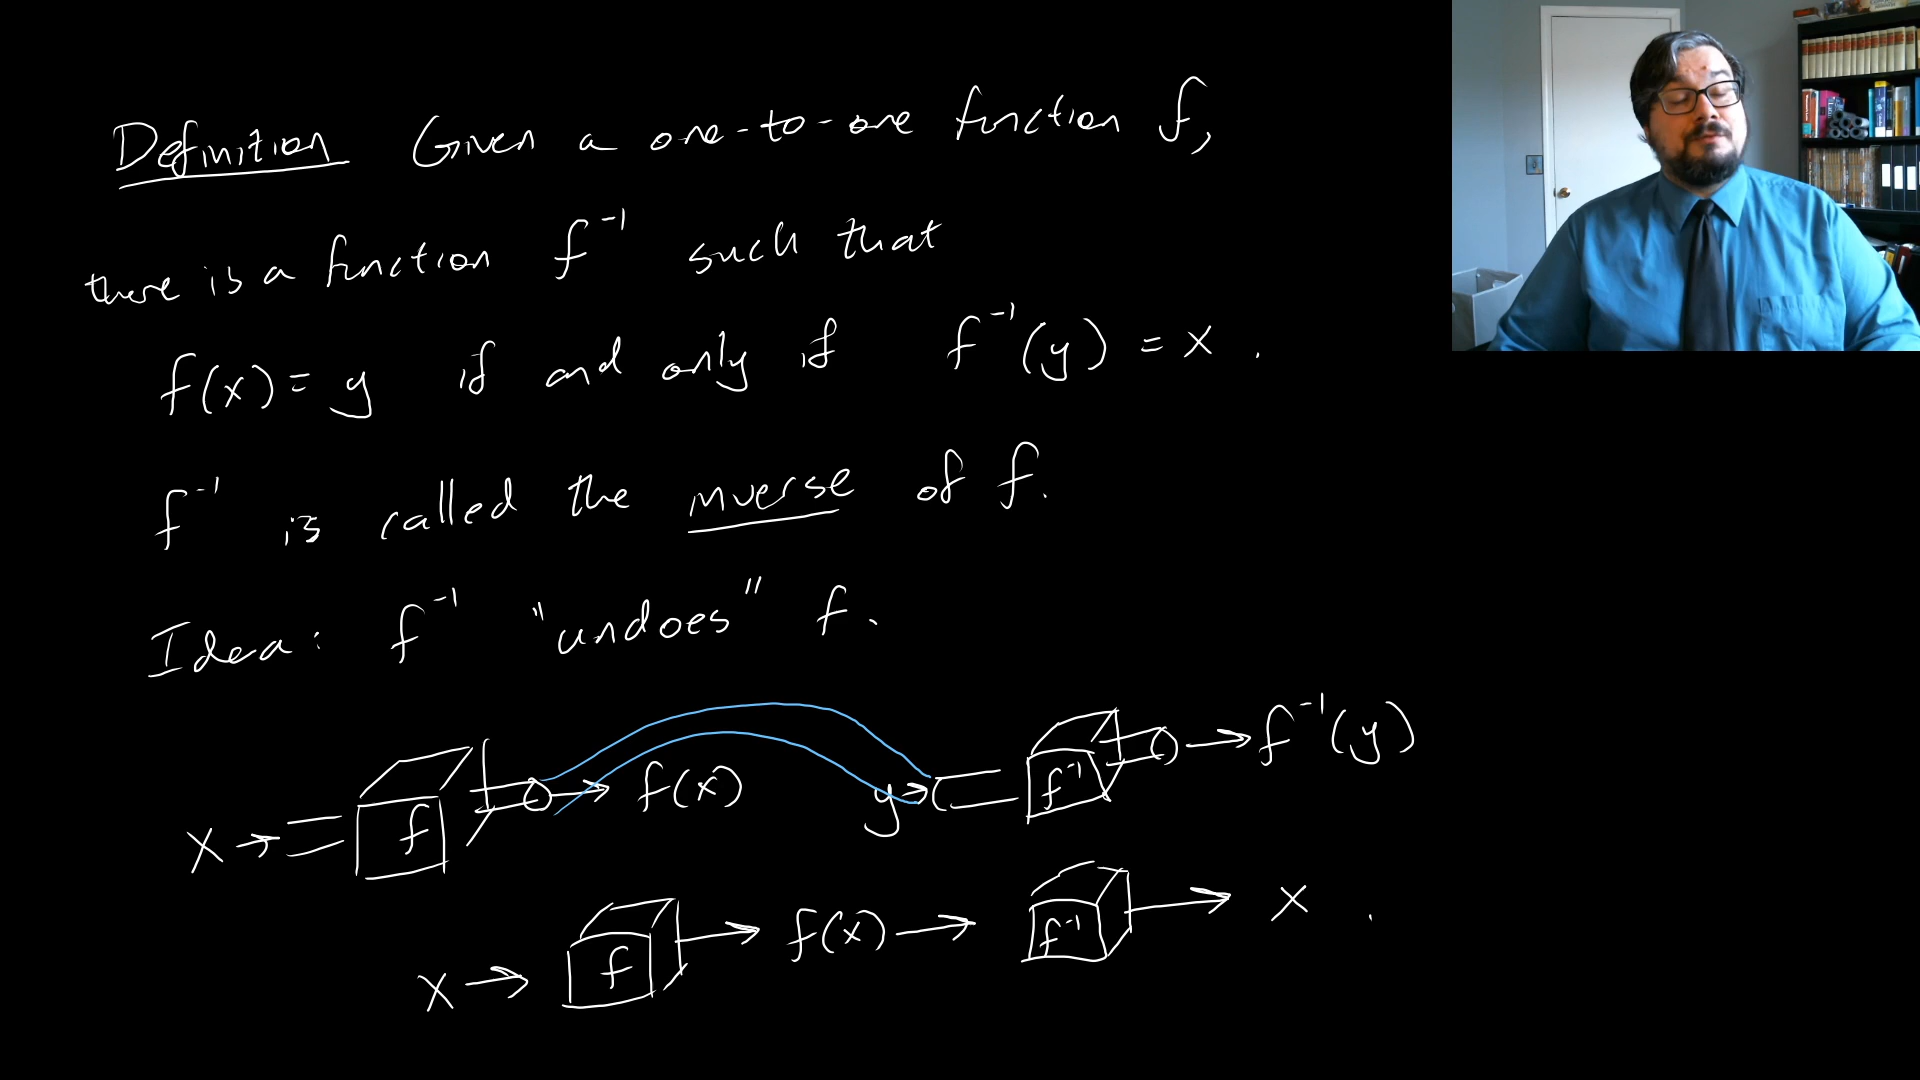 Definition Given a one-to-one function f,
there is a function f⁻¹ such that
f(x) = y if and only if f⁻¹(y) = x.
f⁻¹ is called the inverse of f.
Idea: f⁻¹ "undoes" f.
x → f → f(x) y → f⁻¹ → f⁻¹(y)
x → f → f(x) → f⁻¹ → x.